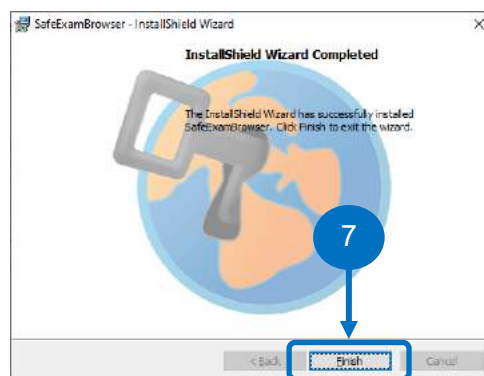 SafeExamBrowser - InstallShield Wizard
InstallShield Wizard Completed
The InstallShield Wizard has successfully installed
SafeExamBrowser. Click Finish to exit the wizard.
7
< Back Finish Cancel